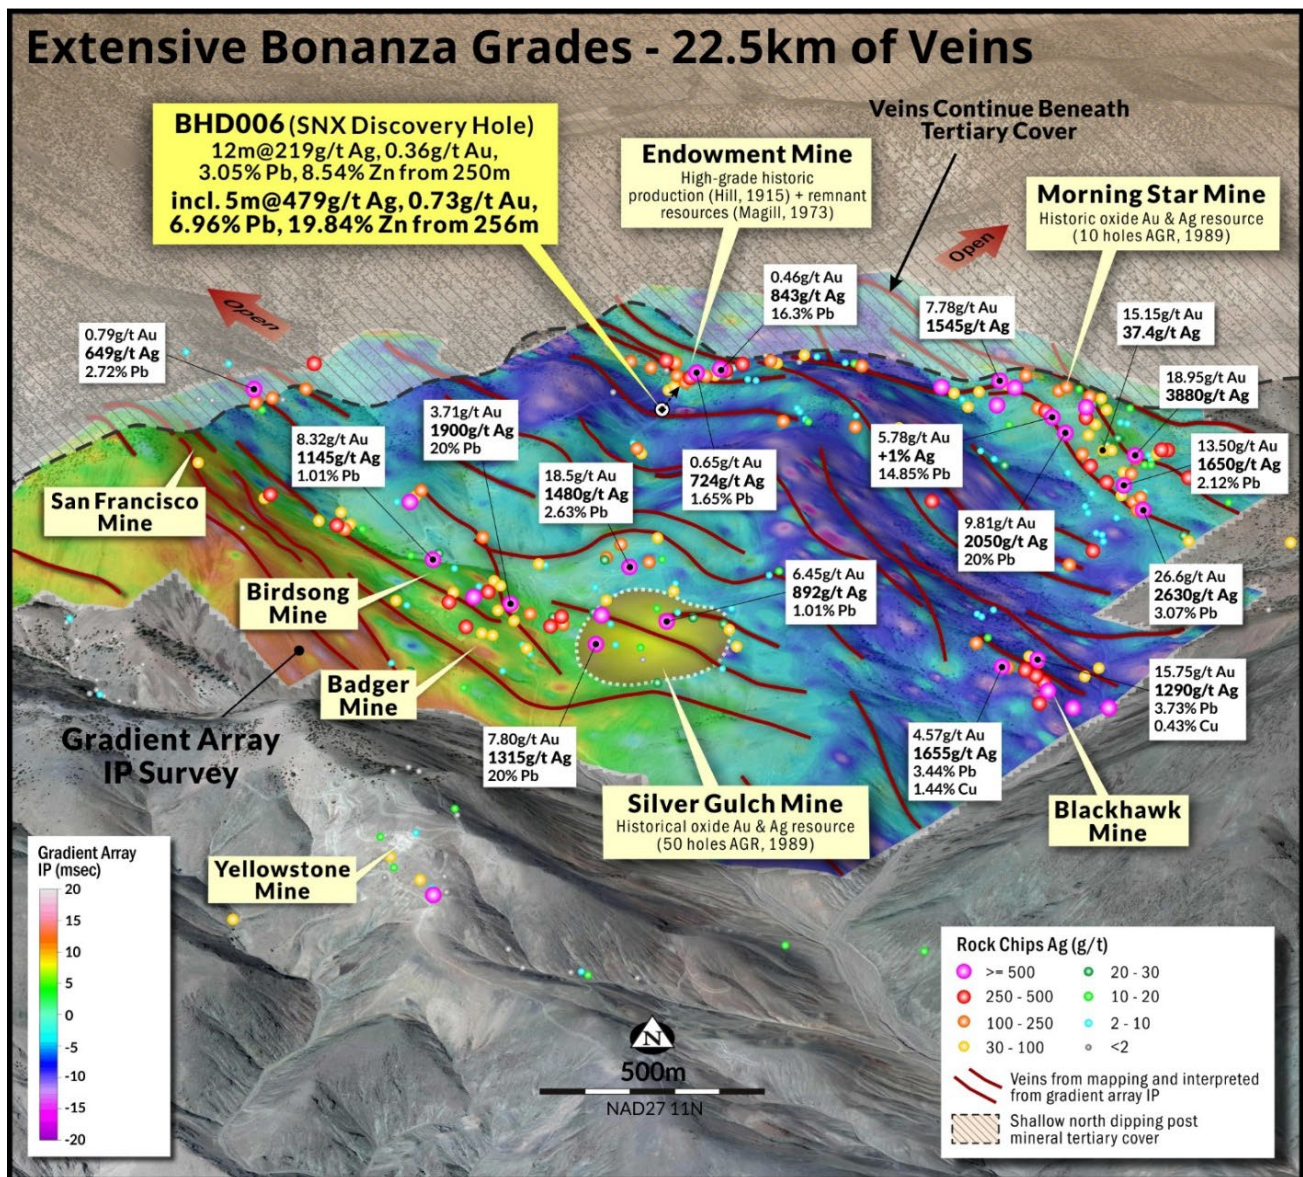 Extensive Bonanza Grades - 22.5km of Veins
BHD006 (SNX Discovery Hole)
12m@219g/t Ag, 0.36g/t Au,
3.05% Pb, 8.54% Zn from 250m
incl. 5m@479g/t Ag, 0.73g/t Au,
6.96% Pb, 19.84% Zn from 256m
Veins Continue Beneath
Tertiary Cover
Endowment Mine
High-grade historic
production (Hill, 1915) + remnant
resources (Magill, 1973)
Morning Star Mine
Historic oxide Au & Ag resource
(10 holes AGR, 1989)
Open
Open
0.46g/t Au
843g/t Ag
16.3% Pb
7.78g/t Au
1545g/t Ag
15.15g/t Au
37.4g/t Ag
0.79g/t Au
649g/t Ag
2.72% Pb
18.95g/t Au
3880g/t Ag
3.71g/t Au
1900g/t Ag
20% Pb
8.32g/t Au
1145g/t Ag
1.01% Pb
5.78g/t Au
+1% Ag
14.85% Pb
13.50g/t Au
1650g/t Ag
2.12% Pb
0.65g/t Au
724g/t Ag
1.65% Pb
18.5g/t Au
1480g/t Ag
2.63% Pb
San Francisco
Mine
9.81g/t Au
2050g/t Ag
20% Pb
6.45g/t Au
892g/t Ag
1.01% Pb
26.6g/t Au
2630g/t Ag
3.07% Pb
Birdsong
Mine
Badger
Mine
15.75g/t Au
1290g/t Ag
3.73% Pb
0.43% Cu
Gradient Array
IP Survey
7.80g/t Au
1315g/t Ag
20% Pb
4.57g/t Au
1655g/t Ag
3.44% Pb
1.44% Cu
Silver Gulch Mine
Historical oxide Au & Ag resource
(50 holes AGR, 1989)
Blackhawk
Mine
Yellowstone
Mine
Gradient Array
IP (msec)
20
15
10
5
0
-5
-10
-15
-20
N
500m
NAD27 11N
Rock Chips Ag (g/t)
>= 500
250 - 500
100 - 250
30 - 100
20 - 30
10 - 20
2 - 10
<2
Veins from mapping and interpreted
from gradient array IP
Shallow north dipping post
mineral tertiary cover